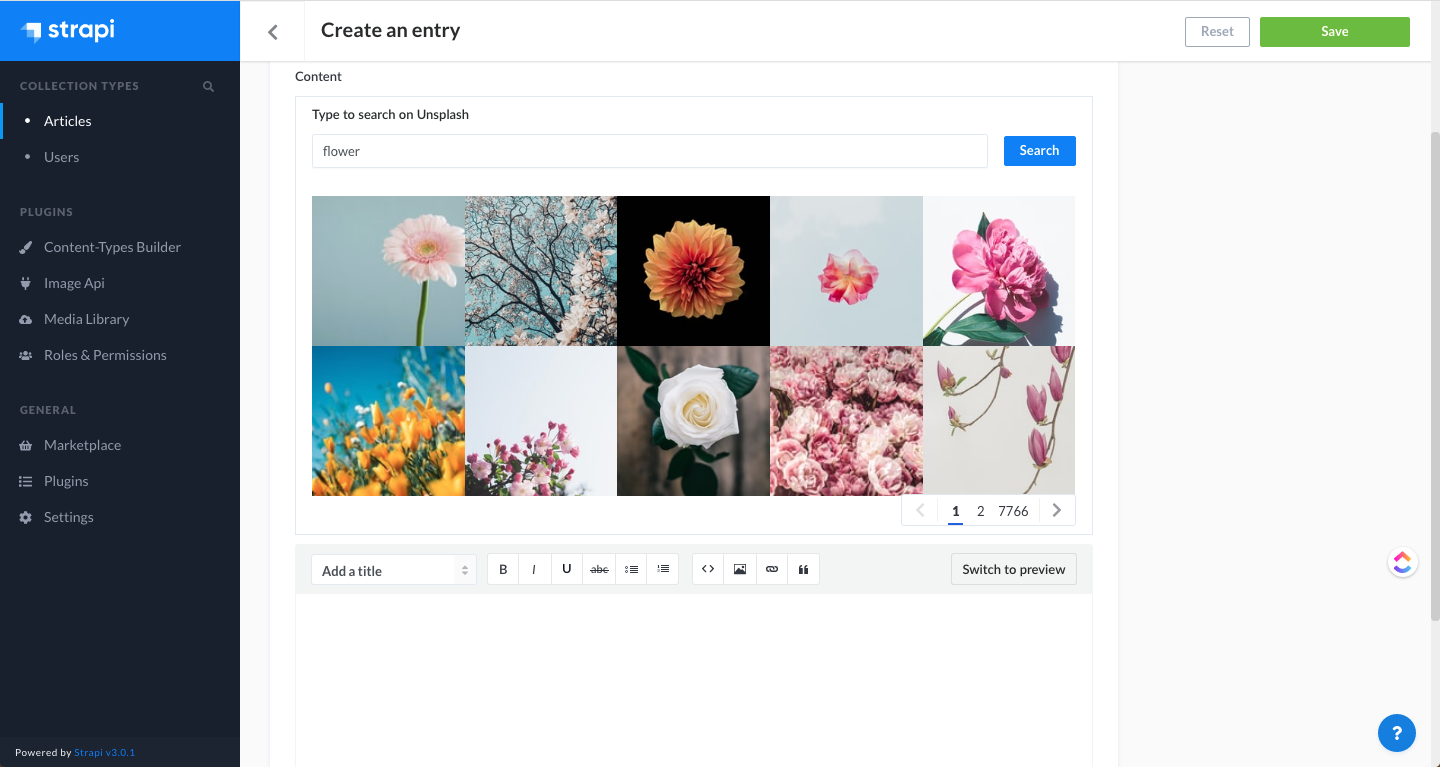 strapi
Create an entry
Reset
Save
COLLECTION TYPES
Articles
Users
PLUGINS
Content-Types Builder
Image Api
Media Library
Roles & Permissions
GENERAL
Marketplace
Plugins
Settings
Powered by Strapi v3.0.1
Content
Type to search on Unsplash
flower
Search
1 2 7766
Add a title
B I U abc
Switch to preview
?